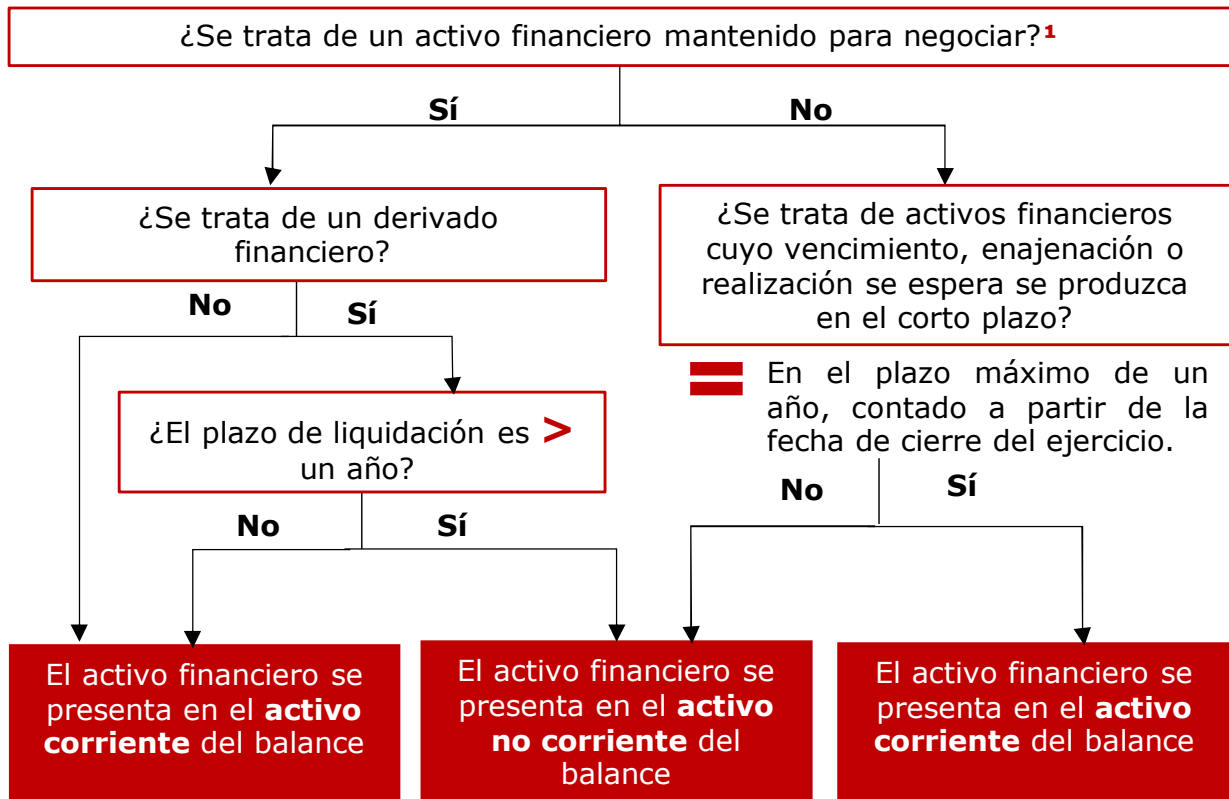 ¿Se trata de un activo financiero mantenido para negociar?¹
Sí
No
¿Se trata de un derivado
financiero?
¿Se trata de activos financieros
cuyo vencimiento, enajenación o
realización se espera se produzca
en el corto plazo?
No
Sí
= En el plazo máximo de un
año, contado a partir de la
fecha de cierre del ejercicio.
¿El plazo de liquidación es >
un año?
No
Sí
No
Sí
El activo financiero se
presenta en el activo
corriente del balance
El activo financiero se
presenta en el activo
no corriente del
balance
El activo financiero se
presenta en el activo
corriente del balance